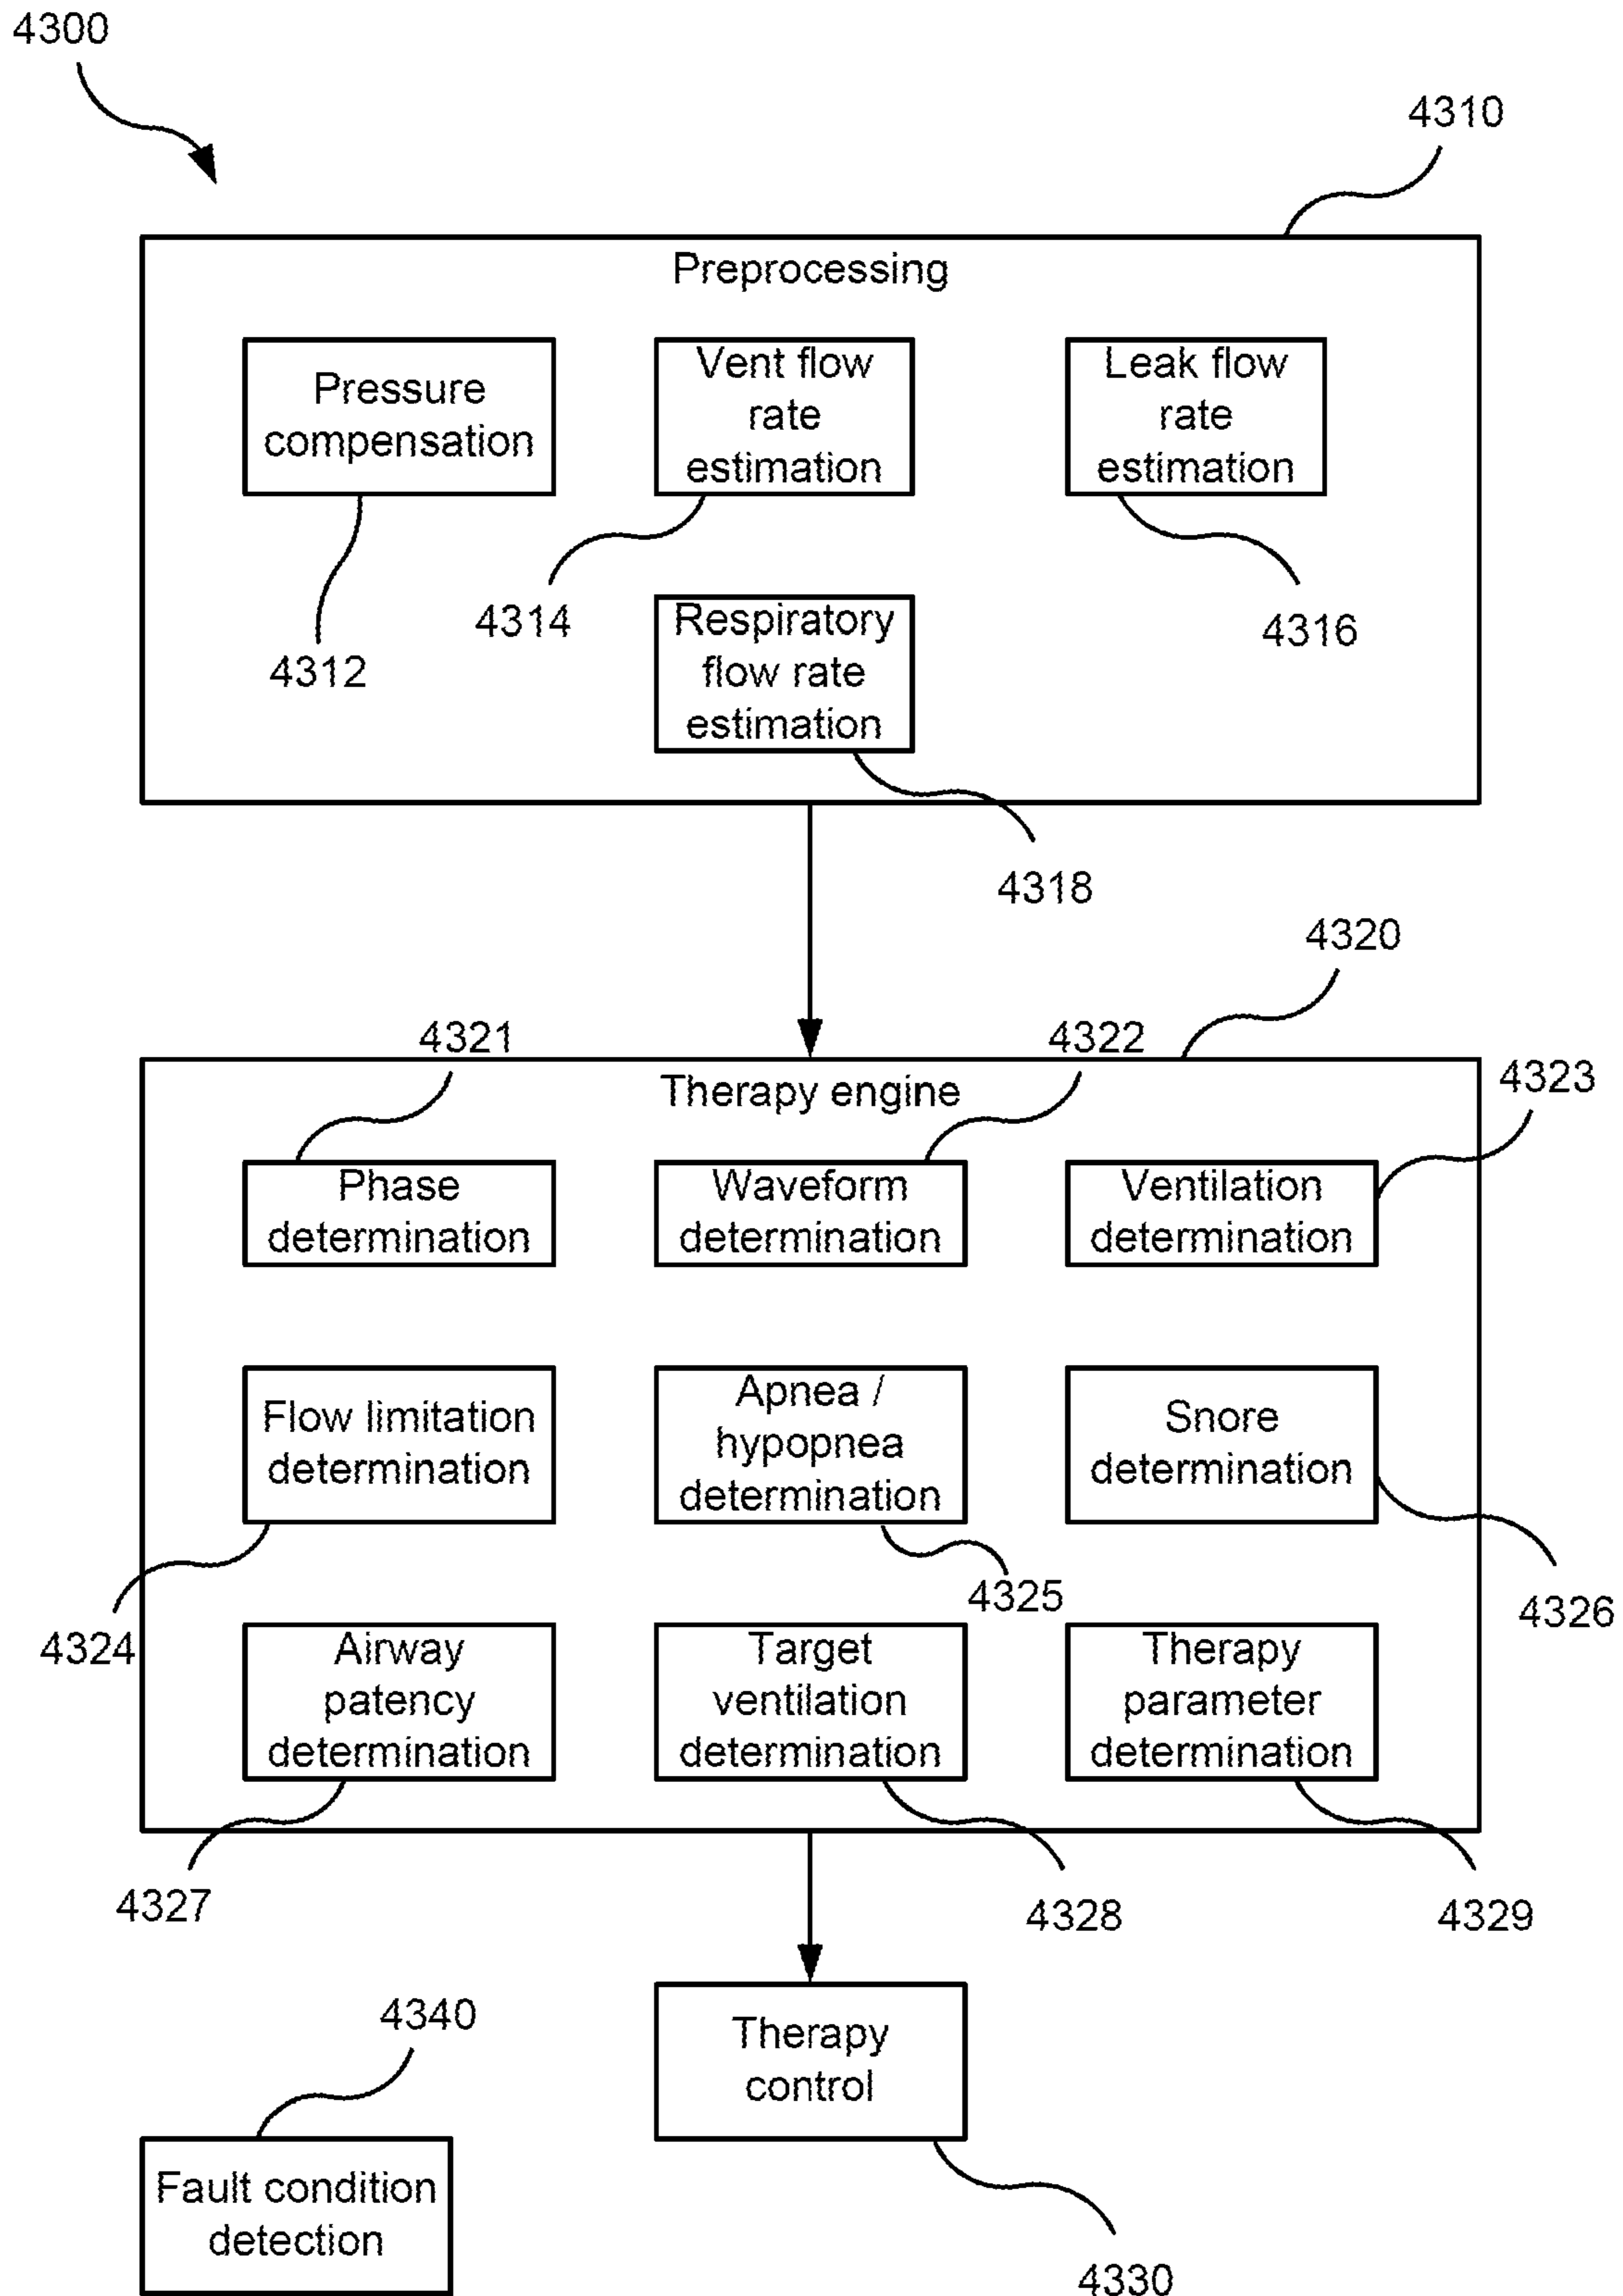 4300
4310
Preprocessing
Pressure
compensation
Vent flow
rate
estimation
Leak flow
rate
estimation
4312
4314
4316
Respiratory
flow rate
estimation
4318
4320
4321
4322
4323
Therapy engine
Phase
determination
Waveform
determination
Ventilation
determination
Flow limitation
determination
Apnea /
hypopnea
determination
Snore
determination
4324
4325
4326
Airway
patency
determination
Target
ventilation
determination
Therapy
parameter
determination
4327
4328
4329
4340
Therapy
control
Fault condition
detection
4330